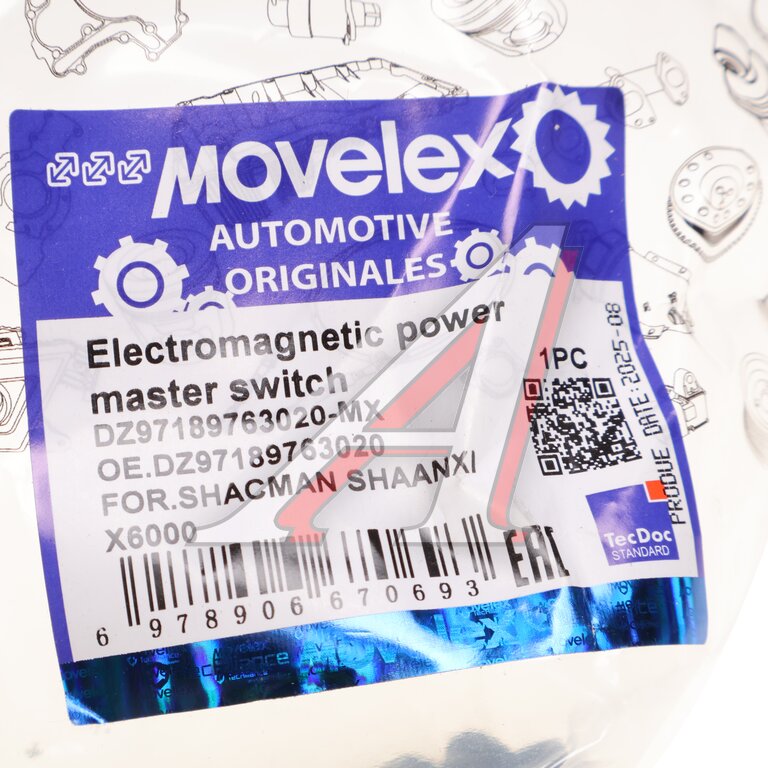 MOVelex
AUTOMOTIVE
ORIGINALES
Electromagnetic power
master switch
DZ97189763020-MX
OE.DZ97189763020
FOR.SHACMAN SHAANXI
X6000
1PC
PRODUE DATE:2025-08
TecDoc
STANDARD
EAC
6 978906 670693